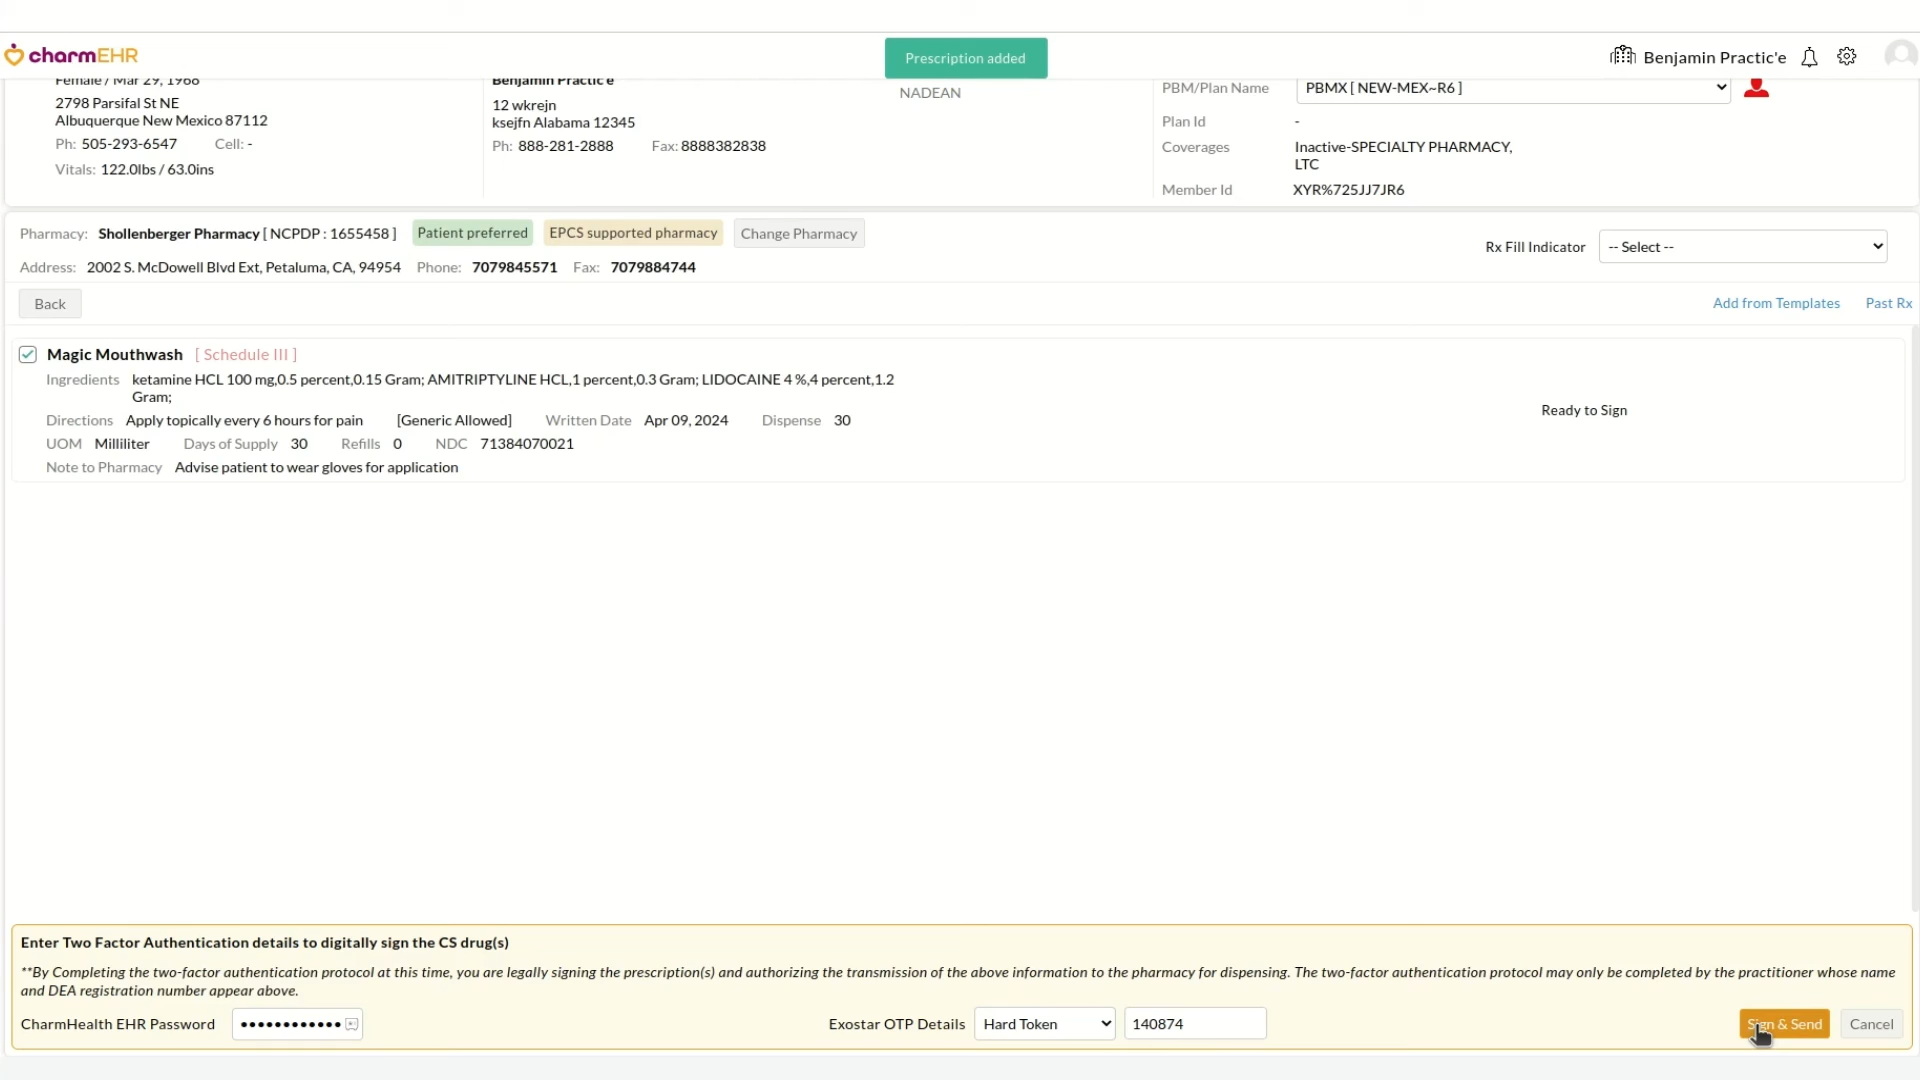 charmEHR
Prescription added
Benjamin Practic'e
Female / Mar 29, 1968
2798 Parsifal St NE
Albuquerque New Mexico 87112
Ph: 505-293-6547 Cell: -
Vitals: 122.0lbs / 63.0ins
Benjamin Practic'e
12 wkrejn
ksejfn Alabama 12345
Ph: 888-281-2888 Fax: 8888382838
NADEAN
PBM/Plan Name PBMX [ NEW-MEX~R6 ]
Plan Id -
Coverages Inactive-SPECIALTY PHARMACY,
LTC
Member Id XYR%725JJ7JR6
Pharmacy: Shollenberger Pharmacy [ NCPDP : 1655458 ] Patient preferred EPCS supported pharmacy Change Pharmacy
Rx Fill Indicator -- Select --
Address: 2002 S. McDowell Blvd Ext, Petaluma, CA, 94954 Phone: 7079845571 Fax: 7079884744
Back Add from Templates Past Rx
Magic Mouthwash [ Schedule III ]
Ingredients ketamine HCL 100 mg,0.5 percent,0.15 Gram; AMITRIPTYLINE HCL,1 percent,0.3 Gram; LIDOCAINE 4 %,4 percent,1.2
Gram;
Ready to Sign
Directions Apply topically every 6 hours for pain [Generic Allowed] Written Date Apr 09, 2024 Dispense 30
UOM Milliliter Days of Supply 30 Refills 0 NDC 71384070021
Note to Pharmacy Advise patient to wear gloves for application
Enter Two Factor Authentication details to digitally sign the CS drug(s)
**By Completing the two-factor authentication protocol at this time, you are legally signing the prescription(s) and authorizing the transmission of the above information to the pharmacy for dispensing. The two-factor authentication protocol may only be completed by the practitioner whose name
and DEA registration number appear above.
CharmHealth EHR Password •••••••••••• Exostar OTP Details Hard Token 140874 Sign & Send Cancel